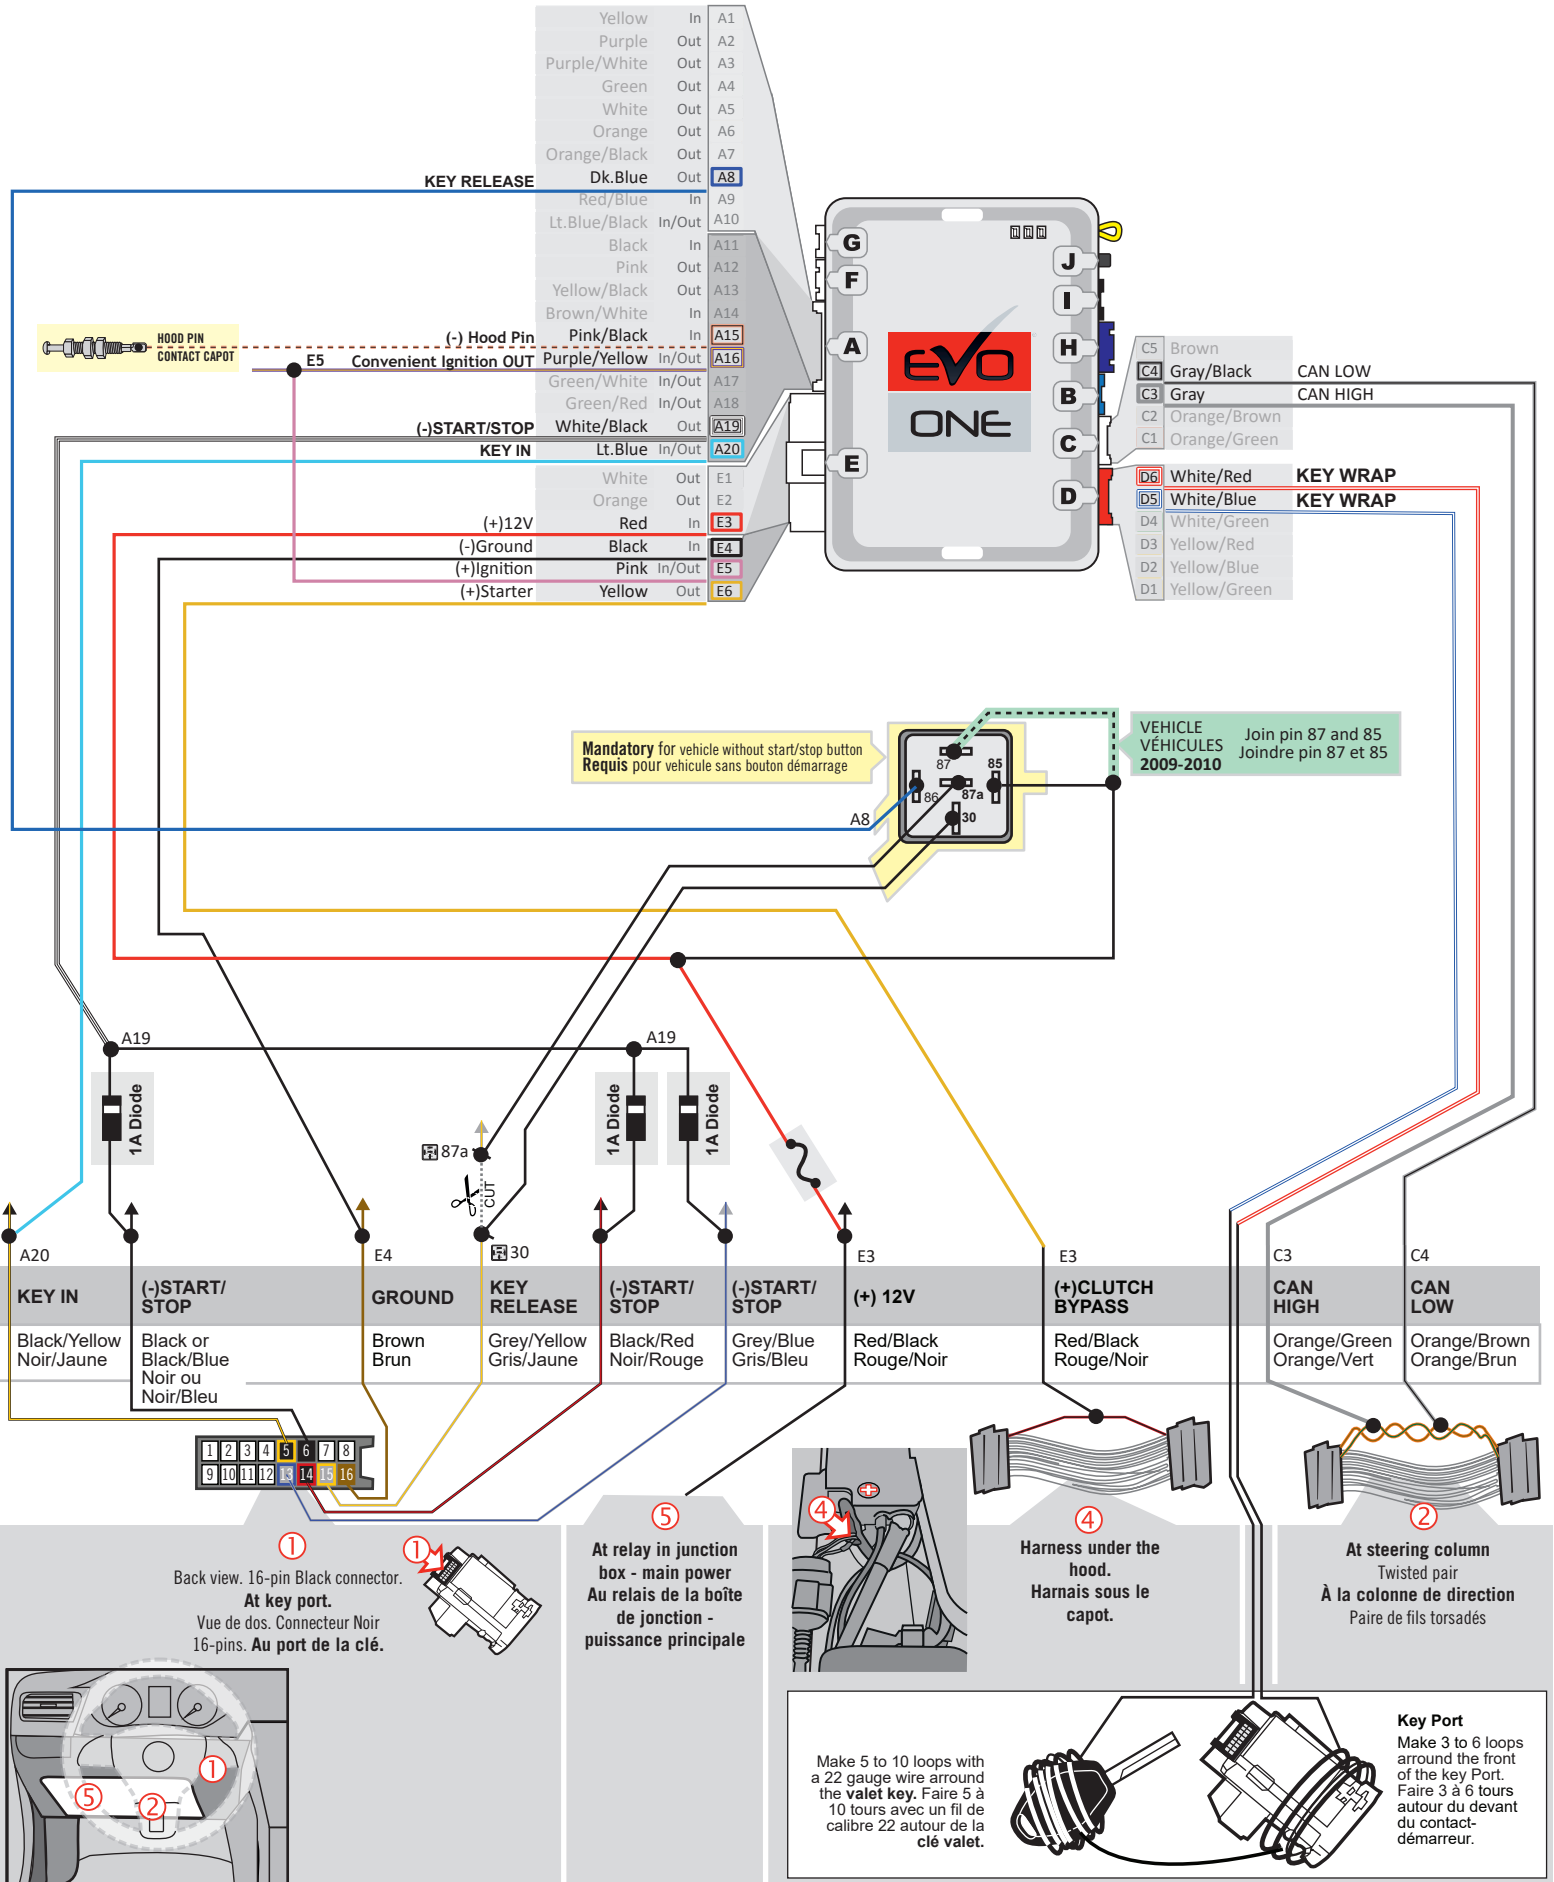 Yellow In A1
Purple Out A2
Purple/White Out A3
Green Out A4
White Out A5
Orange Out A6
Orange/Black Out A7
KEY RELEASE Dk.Blue Out A8
Red/Blue In A9
Lt.Blue/Black In/Out A10
Black In A11
Pink Out A12
Yellow/Black Out A13
Brown/White In A14
(-) Hood Pin Pink/Black In A15
E5 Convenient Ignition OUT Purple/Yellow In/Out A16
Green/White In/Out A17
Green/Red In/Out A18
(-)START/STOP White/Black Out A19
KEY IN Lt.Blue In/Out A20
White Out E1
Orange Out E2
(+)12V Red In E3
(-)Ground Black In E4
(+)Ignition Pink In/Out E5
(+)Starter Yellow Out E6
HOOD PIN
CONTACT CAPOT
G
F
A
E
J
I
H
B
C
D
EVO
ONE
C5 Brown
C4 Gray/Black CAN LOW
C3 Gray CAN HIGH
C2 Orange/Brown
C1 Orange/Green
D6 White/Red KEY WRAP
D5 White/Blue KEY WRAP
D4 White/Green
D3 Yellow/Red
D2 Yellow/Blue
D1 Yellow/Green
Mandatory for vehicle without start/stop button
Requis pour vehicule sans bouton démarrage
87
85
86
87a
30
A8
VEHICLE
VÉHICULES
2009-2010
Join pin 87 and 85
Joindre pin 87 et 85
A19
A19
1A Diode
1A Diode
1A Diode
87a
CUT
30
A20
E4
E3
E3
C3
C4
KEY IN
(-)START/
STOP
GROUND
KEY
RELEASE
(-)START/
STOP
(-)START/
STOP
(+) 12V
(+)CLUTCH
BYPASS
CAN
HIGH
CAN
LOW
Black/Yellow
Noir/Jaune
Black or
Black/Blue
Noir ou
Noir/Bleu
Brown
Brun
Grey/Yellow
Gris/Jaune
Black/Red
Noir/Rouge
Grey/Blue
Gris/Bleu
Red/Black
Rouge/Noir
Red/Black
Rouge/Noir
Orange/Green
Orange/Vert
Orange/Brown
Orange/Brun
1 2 3 4 5 6 7 8
9 10 11 12 13 14 15 16
1
Back view. 16-pin Black connector.
At key port.
Vue de dos. Connecteur Noir
16-pins. Au port de la clé.
1
5
At relay in junction
box - main power
Au relais de la boîte
de jonction -
puissance principale
4
4
Harness under the
hood.
Harnais sous le
capot.
2
At steering column
Twisted pair
À la colonne de direction
Paire de fils torsadés
1
5
2
Make 5 to 10 loops with
a 22 gauge wire arround
the valet key. Faire 5 à
10 tours avec un fil de
calibre 22 autour de la
clé valet.
Key Port
Make 3 to 6 loops
arround the front
of the key Port.
Faire 3 à 6 tours
autour du devant
du contact-
démarreur.